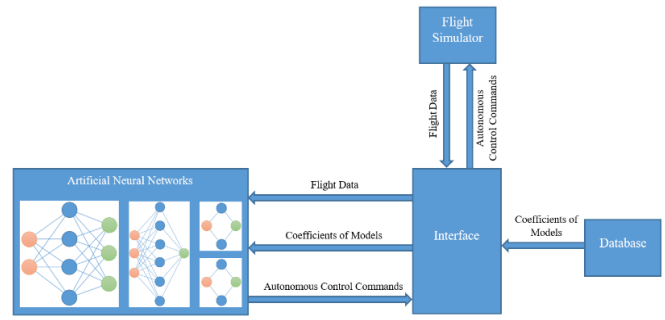 Flight
Simulator
Flight Data
Autonomous
Control Commands
Artificial Neural Networks
Flight Data
Coefficients of Models
Autonomous Control Commands
Interface
Coefficients of
Models
Database